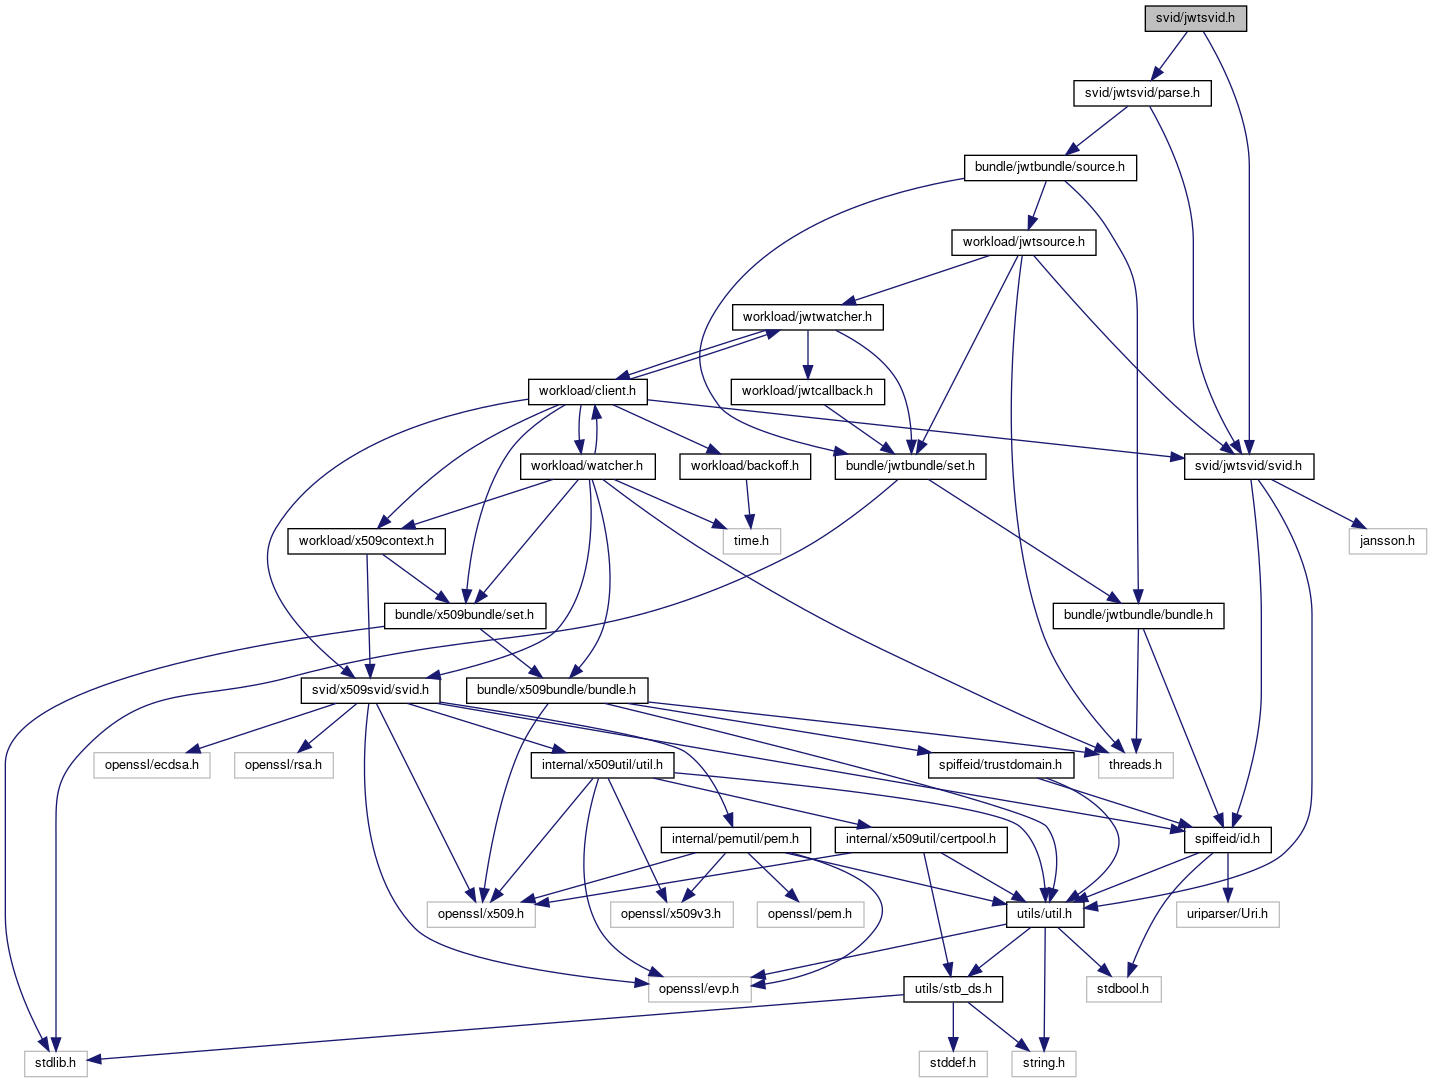 svid/jwtsvid.h
svid/jwtsvid/parse.h
bundle/jwtbundle/source.h
workload/jwtsource.h
workload/jwtwatcher.h
workload/client.h
workload/jwtcallback.h
workload/watcher.h
workload/backoff.h
bundle/jwtbundle/set.h
svid/jwtsvid/svid.h
workload/x509context.h
time.h
jansson.h
bundle/x509bundle/set.h
bundle/jwtbundle/bundle.h
svid/x509svid/svid.h
bundle/x509bundle/bundle.h
openssl/ecdsa.h
openssl/rsa.h
internal/x509util/util.h
spiffeid/trustdomain.h
threads.h
internal/pemutil/pem.h
internal/x509util/certpool.h
spiffeid/id.h
openssl/x509.h
openssl/x509v3.h
openssl/pem.h
utils/util.h
uriparser/Uri.h
openssl/evp.h
utils/stb_ds.h
stdbool.h
stdlib.h
stddef.h
string.h